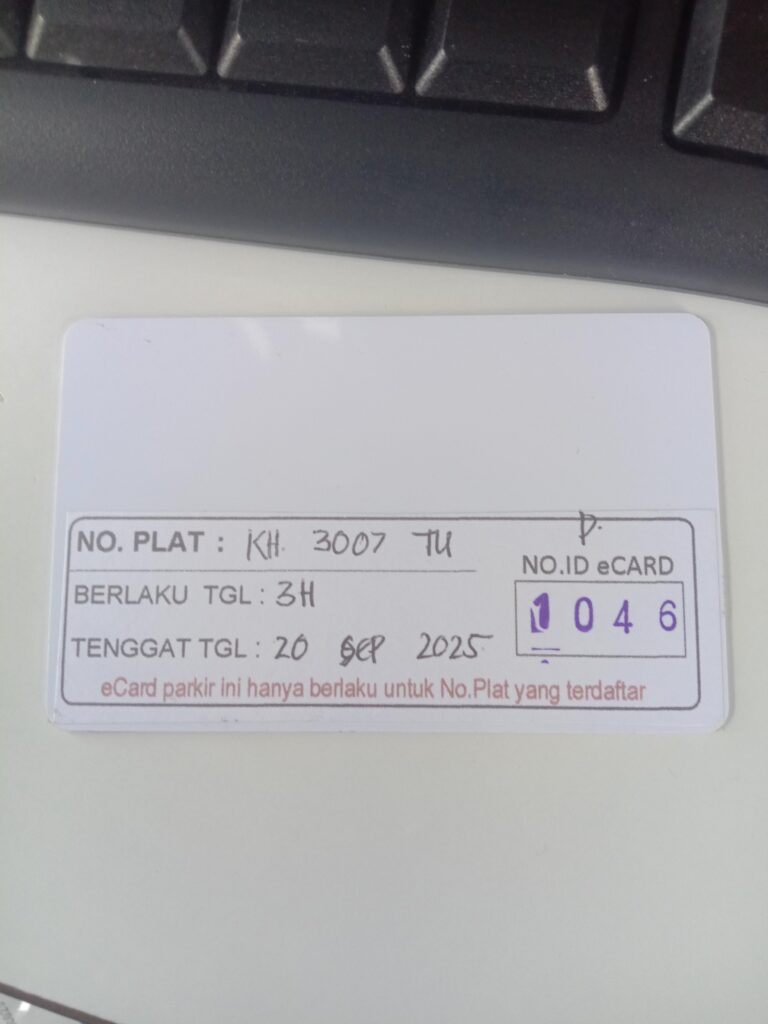 NO. PLAT : KH 3007 TU
P.
NO.ID eCARD
BERLAKU TGL : 3H
1046
TENGGAT TGL : 20 SEP 2025
eCard parkir ini hanya berlaku untuk No.Plat yang terdaftar